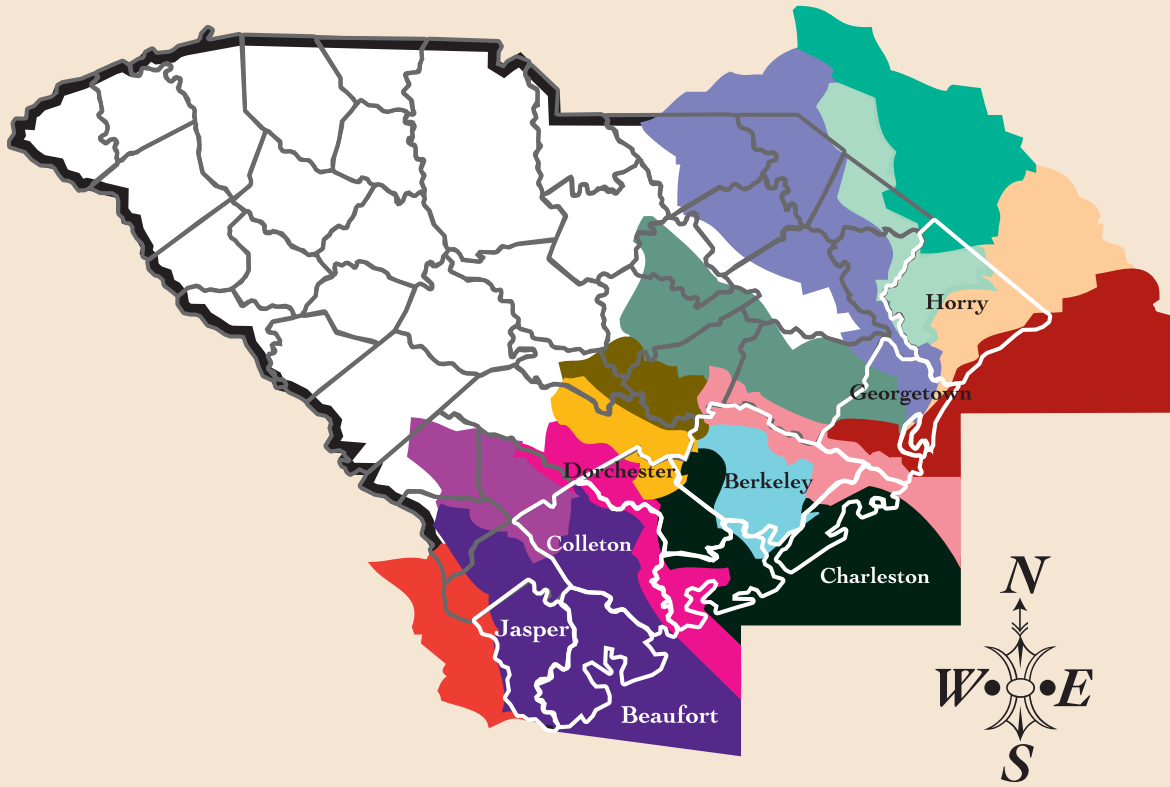 Horry
Georgetown
Dorchester
Berkeley
Colleton
Charleston
Jasper
Beaufort
N
W E
S